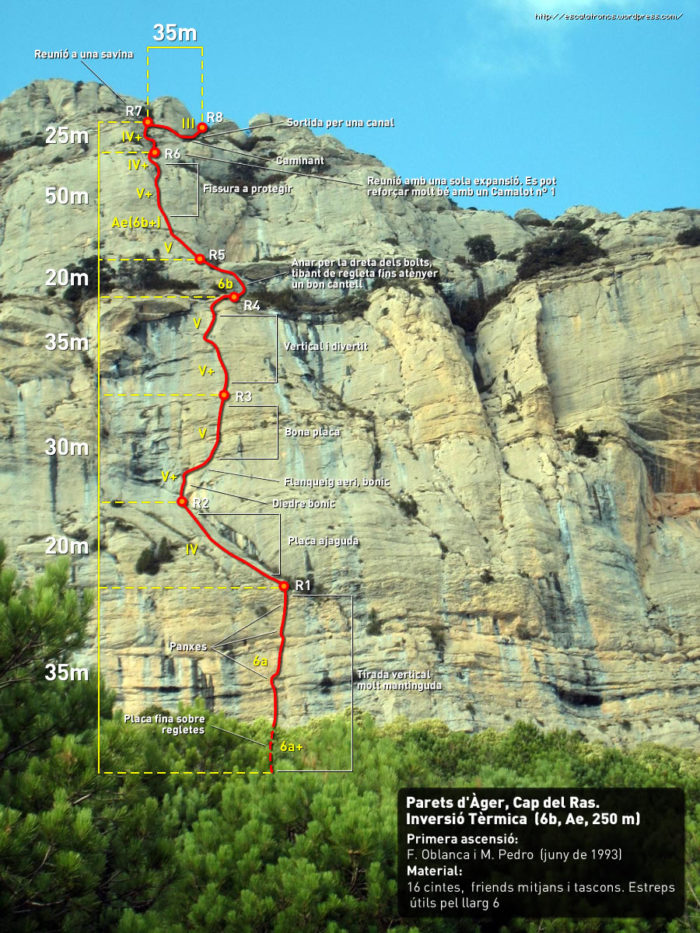 http://escalatroncs.wordpress.com/
35m
Reunió a una savina
R7
R8
III
Sortida per una canal
25m
IV+
Caminant
R6
IV+
Reunió amb una sola expansió. Es pot
reforçar molt bé amb un Camalot nº 1
Fissura a protegir
50m
V+
Ae(6b+)
V
R5
Anar per la dreta dels bolts,
tibant de regleta fins atényer
un bon cantell
20m
6b
R4
V
35m
Vertical i divertit
V+
R3
V
Bona plàca
30m
V+
Flanqueig aeri, bonic
R2
Diedre bonic
20m
IV
Placa ajaguda
R1
Panxes
6a
35m
Tirada vertical
molt mantinguda
Placa fina sobre
regletes
6a+
Parets d'Àger, Cap del Ras.
Inversió Tèrmica (6b, Ae, 250 m)
Primera ascensió:
F. Oblanca i M. Pedro (juny de 1993)
Material:
16 cintes, friends mitjans i tascons. Estreps
útils pel llarg 6